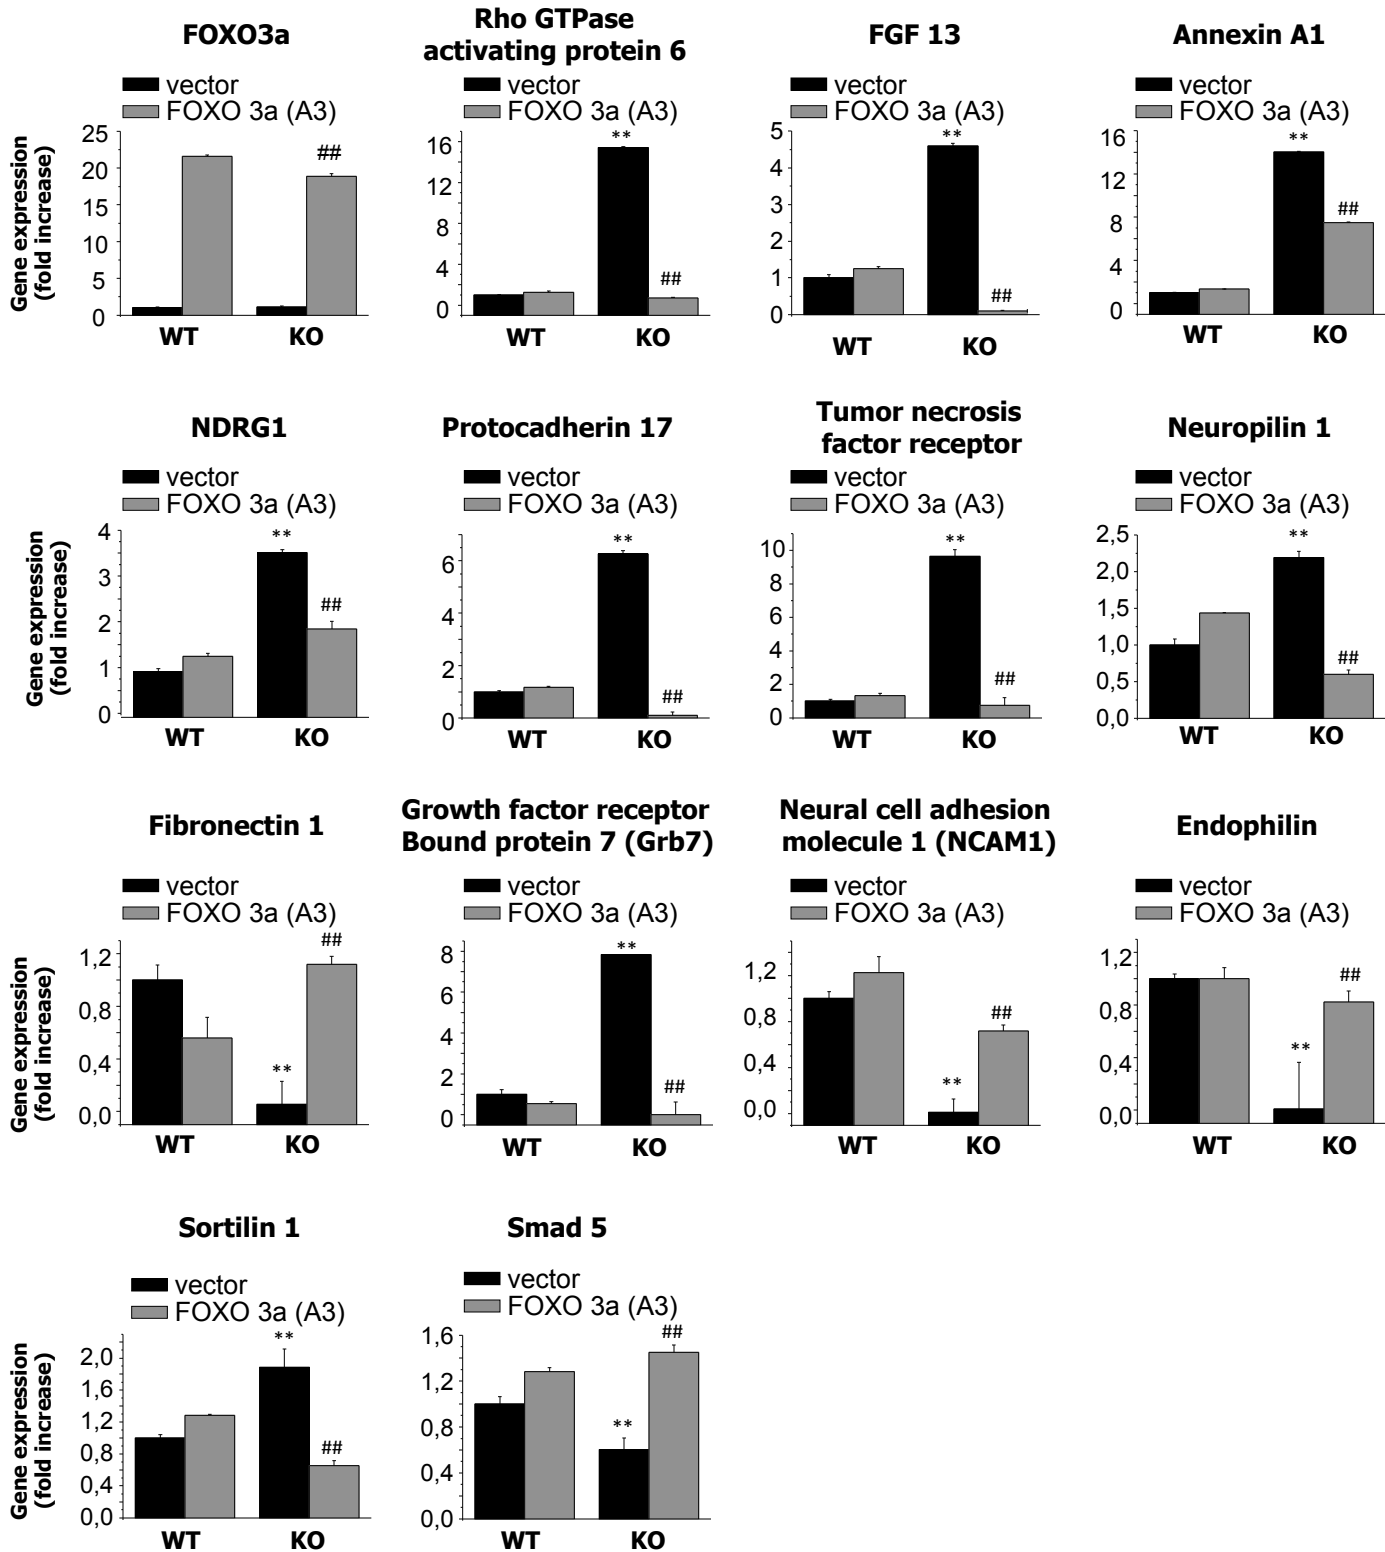 FOXO3a
vector
FOXO 3a (A3)
Gene expression
(fold increase)
25
20
15
10
5
0
##
WT
KO
Rho GTPase
activating protein 6
vector
FOXO 3a (A3)
16
12
8
4
0
**
##
WT
KO
FGF 13
vector
FOXO 3a (A3)
5
4
3
2
1
0
**
##
WT
KO
Annexin A1
vector
FOXO 3a (A3)
16
12
8
4
0
**
##
WT
KO
NDRG1
vector
FOXO 3a (A3)
Gene expression
(fold increase)
4
3
2
1
0
**
##
WT
KO
Protocadherin 17
vector
FOXO 3a (A3)
6
4
2
0
**
##
WT
KO
Tumor necrosis
factor receptor
vector
FOXO 3a (A3)
10
8
6
4
2
0
**
##
WT
KO
Neuropilin 1
vector
FOXO 3a (A3)
2,5
2,0
1,5
1,0
0,5
0,0
**
##
WT
KO
Fibronectin 1
vector
FOXO 3a (A3)
Gene expression
(fold increase)
1,2
0,8
0,4
0,0
**
##
WT
KO
Growth factor receptor
Bound protein 7 (Grb7)
vector
FOXO 3a (A3)
8
6
4
2
0
**
##
WT
KO
Neural cell adhesion
molecule 1 (NCAM1)
vector
FOXO 3a (A3)
1,2
0,8
0,4
0,0
**
##
WT
KO
Endophilin
vector
FOXO 3a (A3)
1,2
0,8
0,4
0,0
**
##
WT
KO
Sortilin 1
vector
FOXO 3a (A3)
Gene expression
(fold increase)
2,0
1,6
1,2
0,8
0,4
0,0
**
##
WT
KO
Smad 5
vector
FOXO 3a (A3)
1,6
1,2
0,8
0,4
0,0
**
##
WT
KO